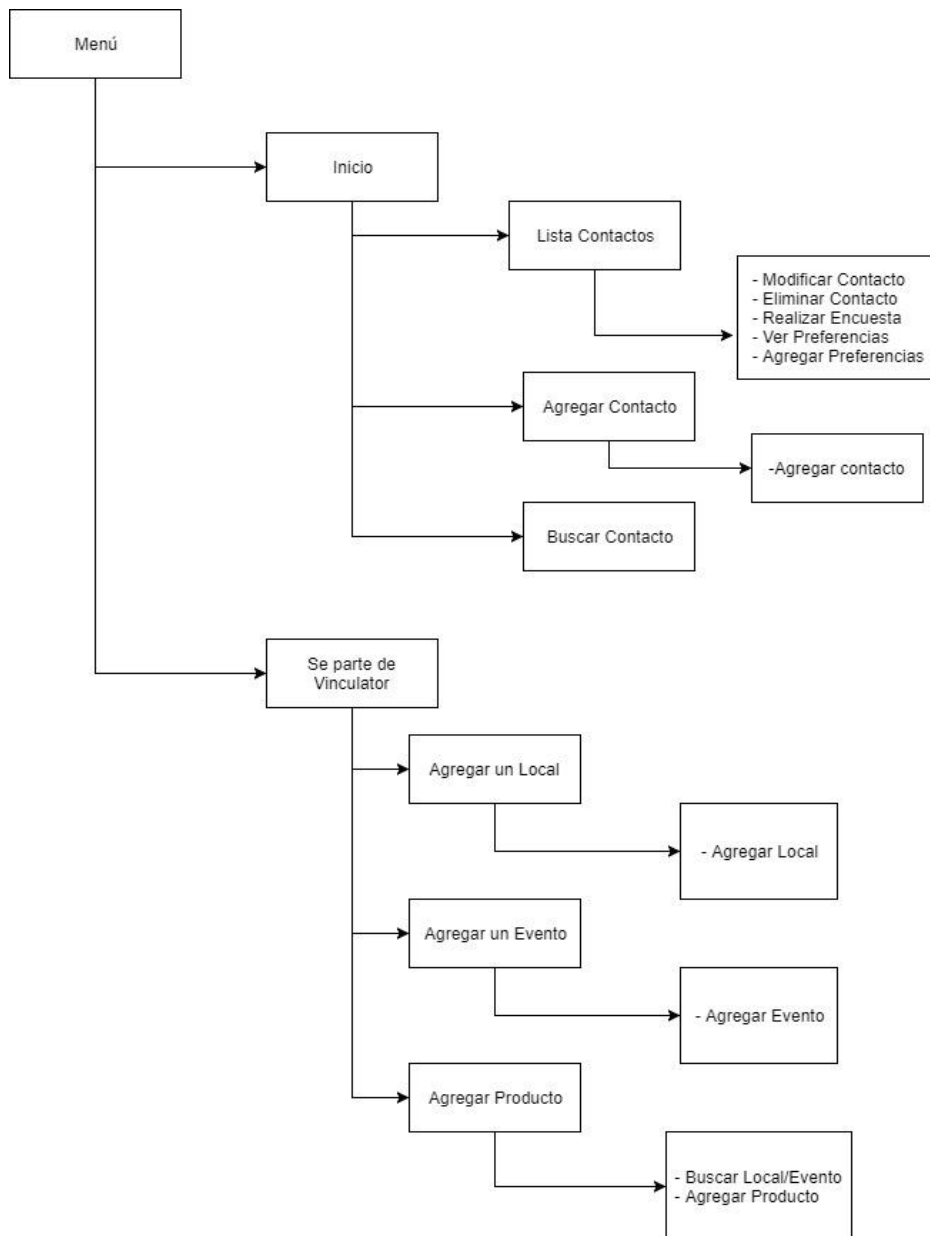 Menú
Inicio
Lista Contactos
- Modificar Contacto
- Eliminar Contacto
- Realizar Encuesta
- Ver Preferencias
- Agregar Preferencias
Agregar Contacto
-Agregar contacto
Buscar Contacto
Se parte de
Vinculator
Agregar un Local
- Agregar Local
Agregar un Evento
- Agregar Evento
Agregar Producto
- Buscar Local/Evento
- Agregar Producto